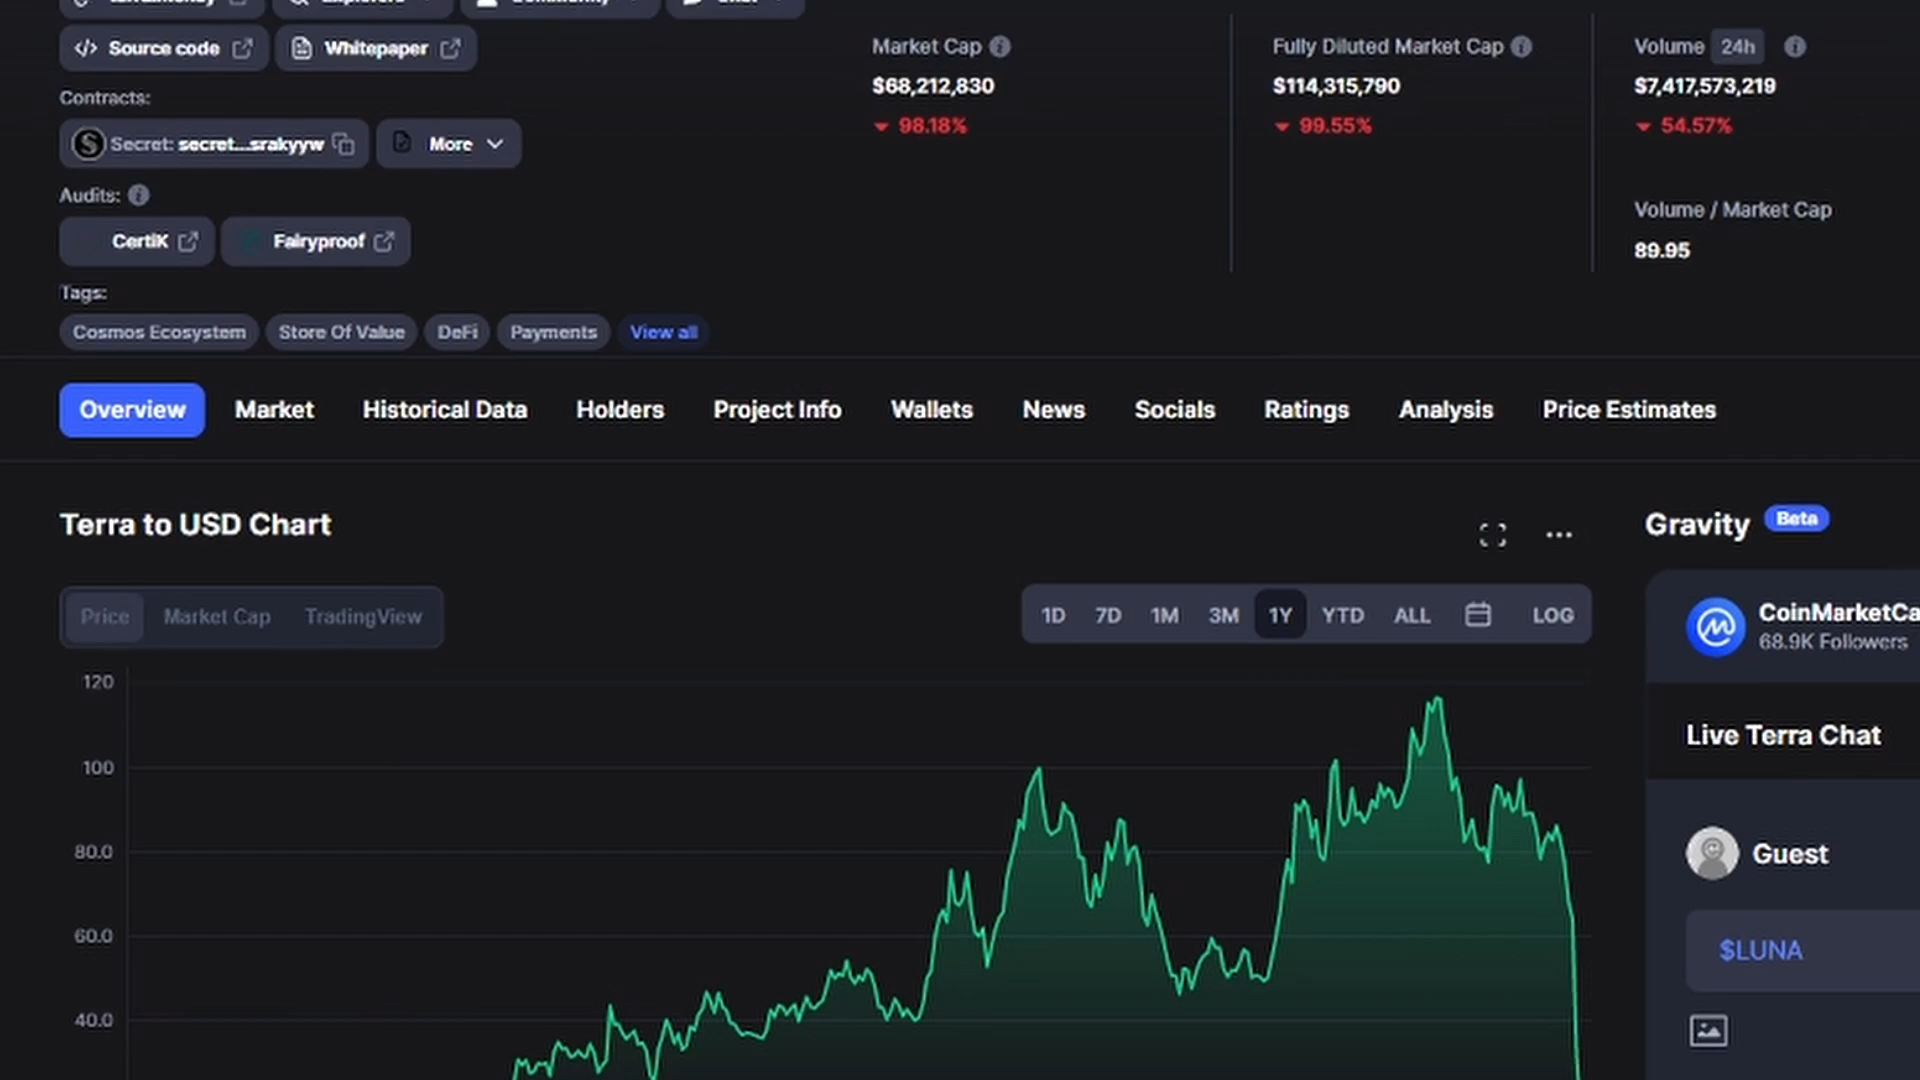 Source code
Whitepaper
Contracts:
Secret: secret...srakyyw
More
Audits:
CertiK
Fairyproof
Tags:
Cosmos Ecosystem
Store Of Value
DeFi
Payments
View all
Market Cap
$68,212,830
98.18%
Fully Diluted Market Cap
$114,315,790
99.55%
Volume 24h
$7,417,573,219
54.57%
Volume / Market Cap
89.95
Overview
Market
Historical Data
Holders
Project Info
Wallets
News
Socials
Ratings
Analysis
Price Estimates
Terra to USD Chart
Price
Market Cap
TradingView
1D
7D
1M
3M
1Y
YTD
ALL
LOG
120
100
80.0
60.0
40.0
Gravity Beta
CoinMarketCa
68.9K Followers
Live Terra Chat
Guest
$LUNA